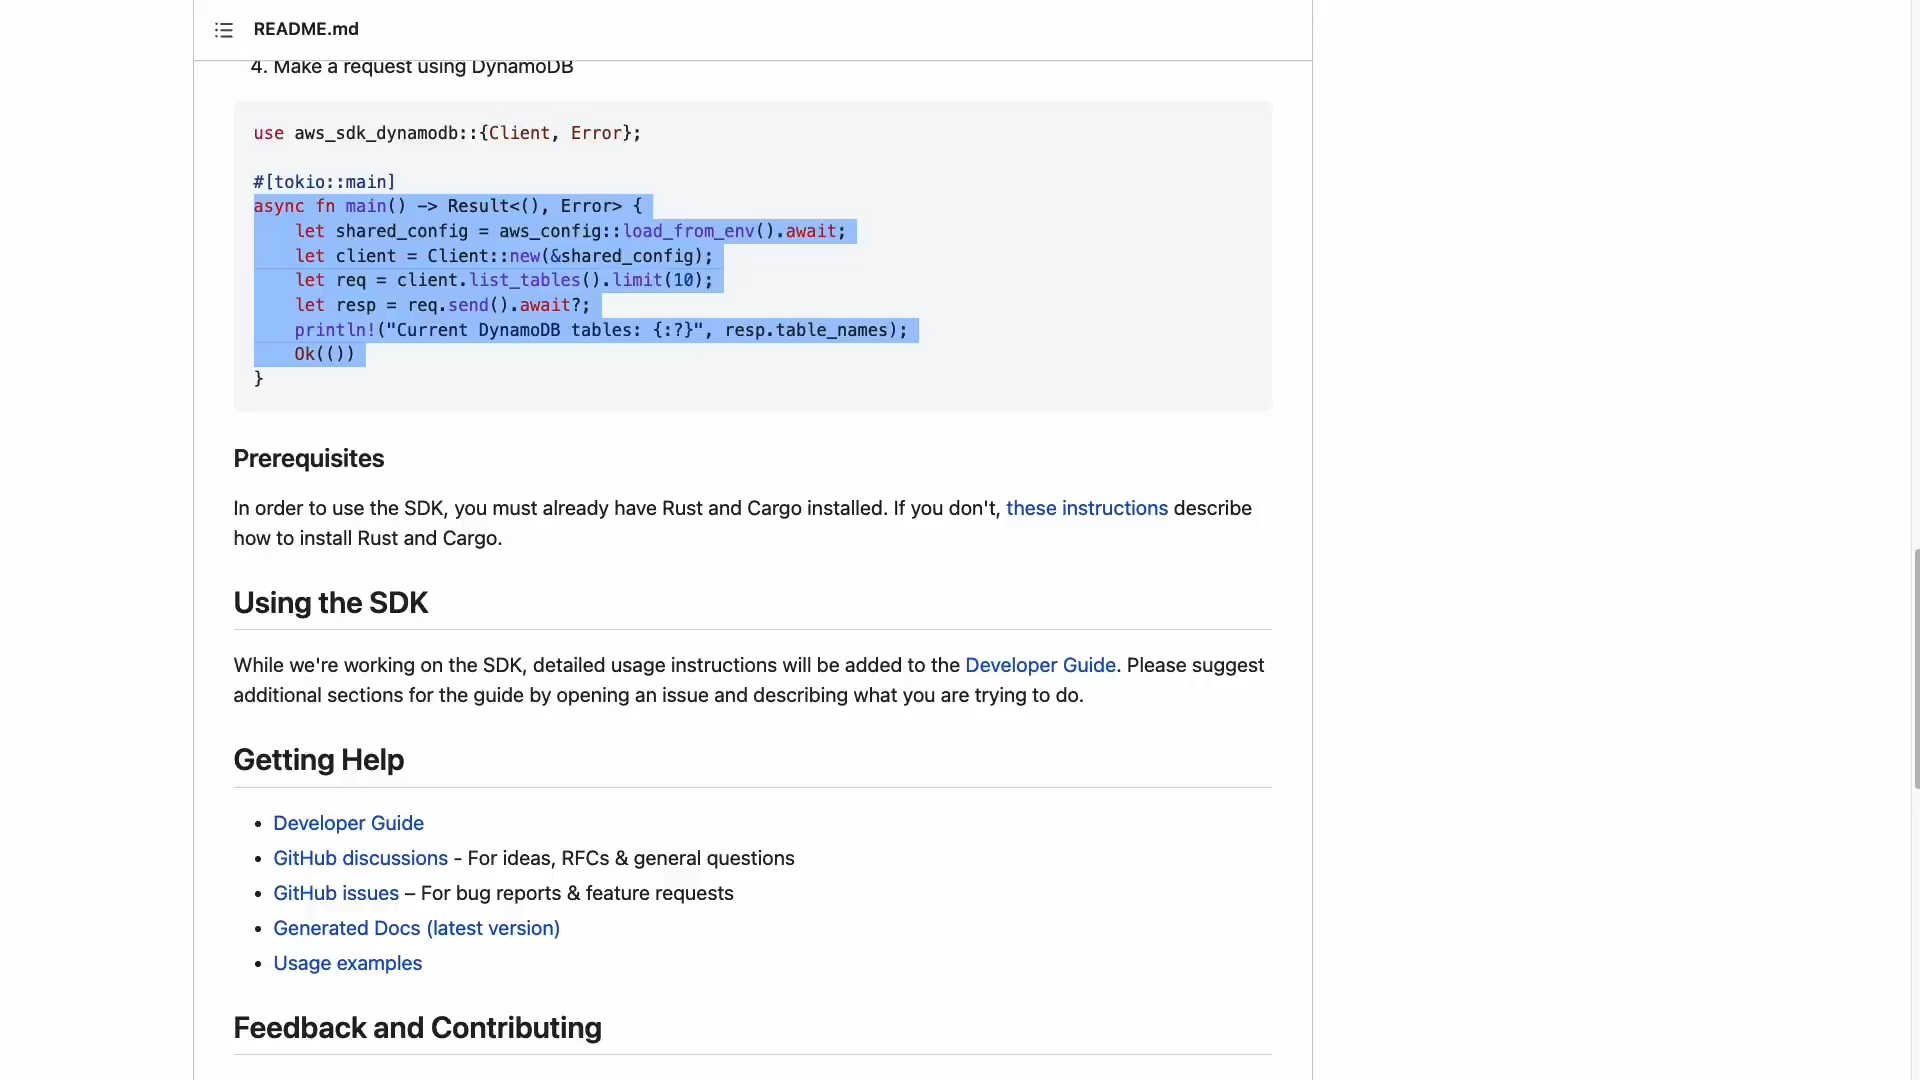 README.md
4. Make a request using DynamoDB
use aws_sdk_dynamodb::{Client, Error};
#[tokio::main]
async fn main() -> Result<(), Error> {
    let shared_config = aws_config::load_from_env().await;
    let client = Client::new(&shared_config);
    let req = client.list_tables().limit(10);
    let resp = req.send().await?;
    println!("Current DynamoDB tables: {:?}", resp.table_names);
    Ok(())
}
Prerequisites
In order to use the SDK, you must already have Rust and Cargo installed. If you don't, these instructions describe
how to install Rust and Cargo.
Using the SDK
While we're working on the SDK, detailed usage instructions will be added to the Developer Guide. Please suggest
additional sections for the guide by opening an issue and describing what you are trying to do.
Getting Help
• Developer Guide
• GitHub discussions - For ideas, RFCs & general questions
• GitHub issues – For bug reports & feature requests
• Generated Docs (latest version)
• Usage examples
Feedback and Contributing